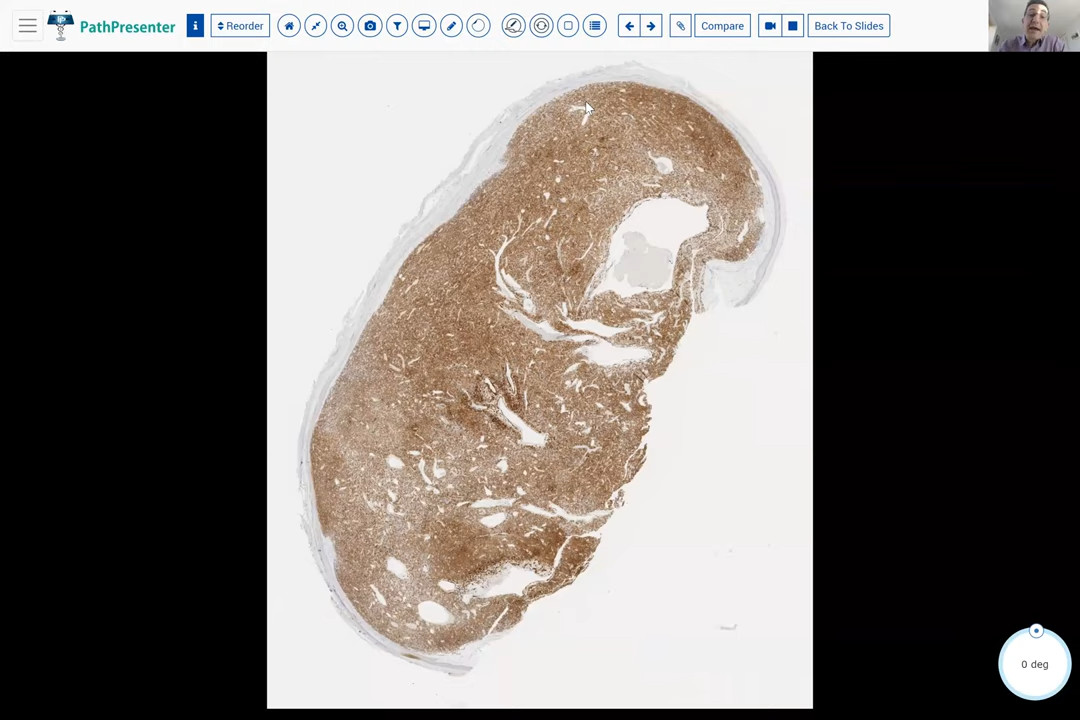 PathPresenter
i
Reorder
Compare
Back To Slides
0 deg